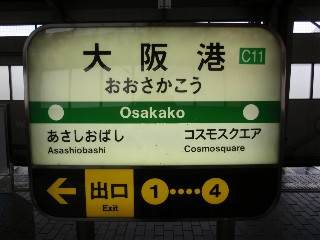 大阪港
C11
おおさかこう
Osakako
あさしおばし コスモスクエア
Asashiobashi Cosmosquare
← 出口 1 •••• 4
Exit